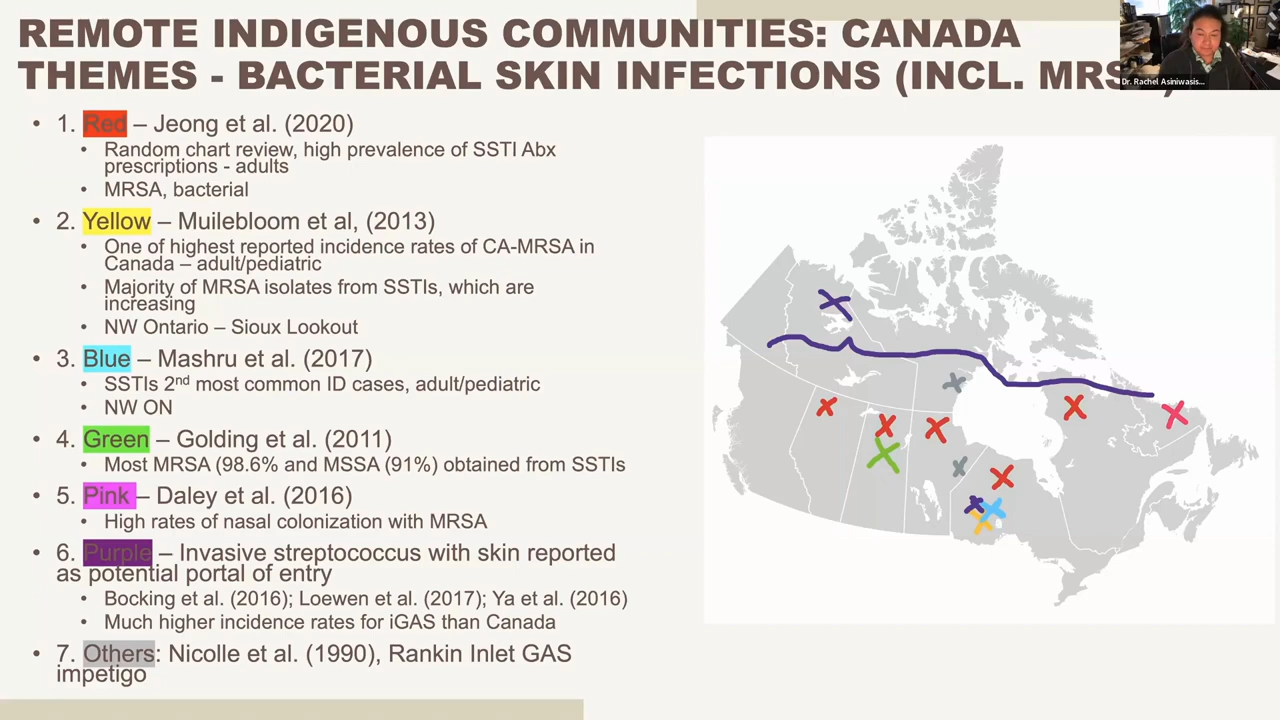 REMOTE INDIGENOUS COMMUNITIES: CANADA
THEMES - BACTERIAL SKIN INFECTIONS (INCL. MRS
Dr. Rachel Asiniwasis...
• 1. Red – Jeong et al. (2020)
• Random chart review, high prevalence of SSTI Abx
prescriptions - adults
• MRSA, bacterial
• 2. Yellow – Muilebloom et al, (2013)
• One of highest reported incidence rates of CA-MRSA in
Canada – adult/pediatric
• Majority of MRSA isolates from SSTIs, which are
increasing
• NW Ontario – Sioux Lookout
• 3. Blue – Mashru et al. (2017)
• SSTIs 2nd most common ID cases, adult/pediatric
• NW ON
• 4. Green – Golding et al. (2011)
• Most MRSA (98.6% and MSSA (91%) obtained from SSTIs
• 5. Pink – Daley et al. (2016)
• High rates of nasal colonization with MRSA
• 6. Purple – Invasive streptococcus with skin reported
as potential portal of entry
• Bocking et al. (2016); Loewen et al. (2017); Ya et al. (2016)
• Much higher incidence rates for iGAS than Canada
• 7. Others: Nicolle et al. (1990), Rankin Inlet GAS
impetigo